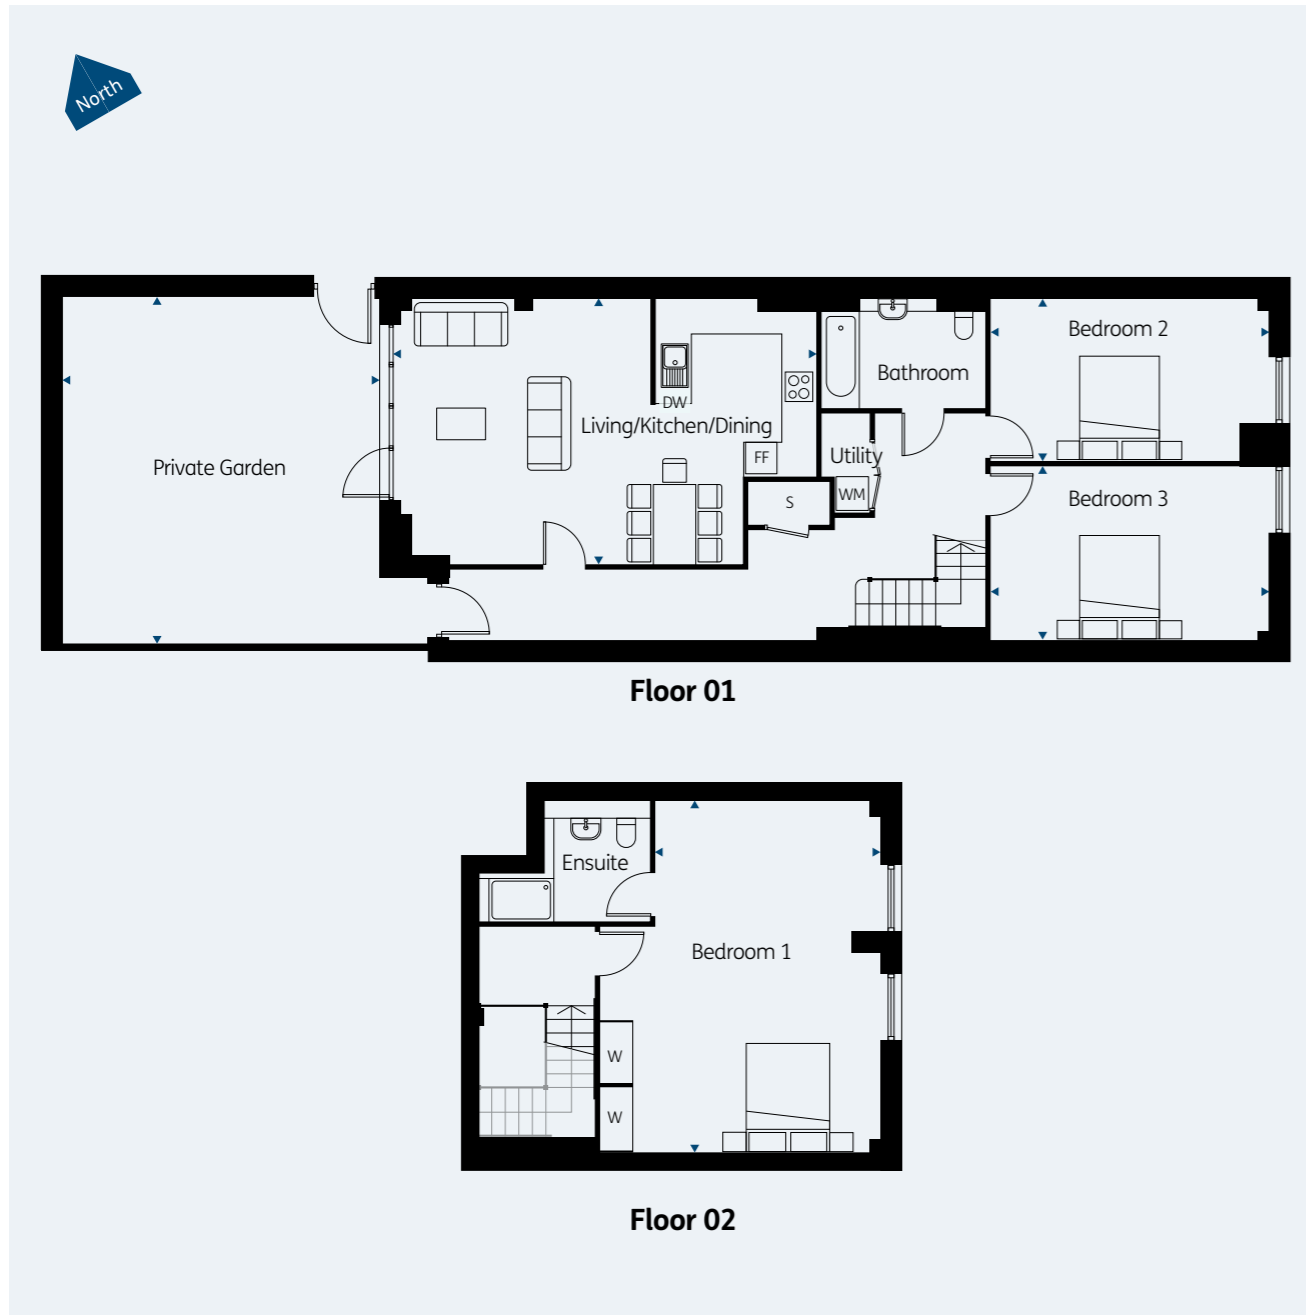 North
Private Garden
Living/Kitchen/Dining
DW
FF
S
Bathroom
Utility
WM
Bedroom 2
Bedroom 3
Floor 01
Ensuite
Bedroom 1
W
W
Floor 02